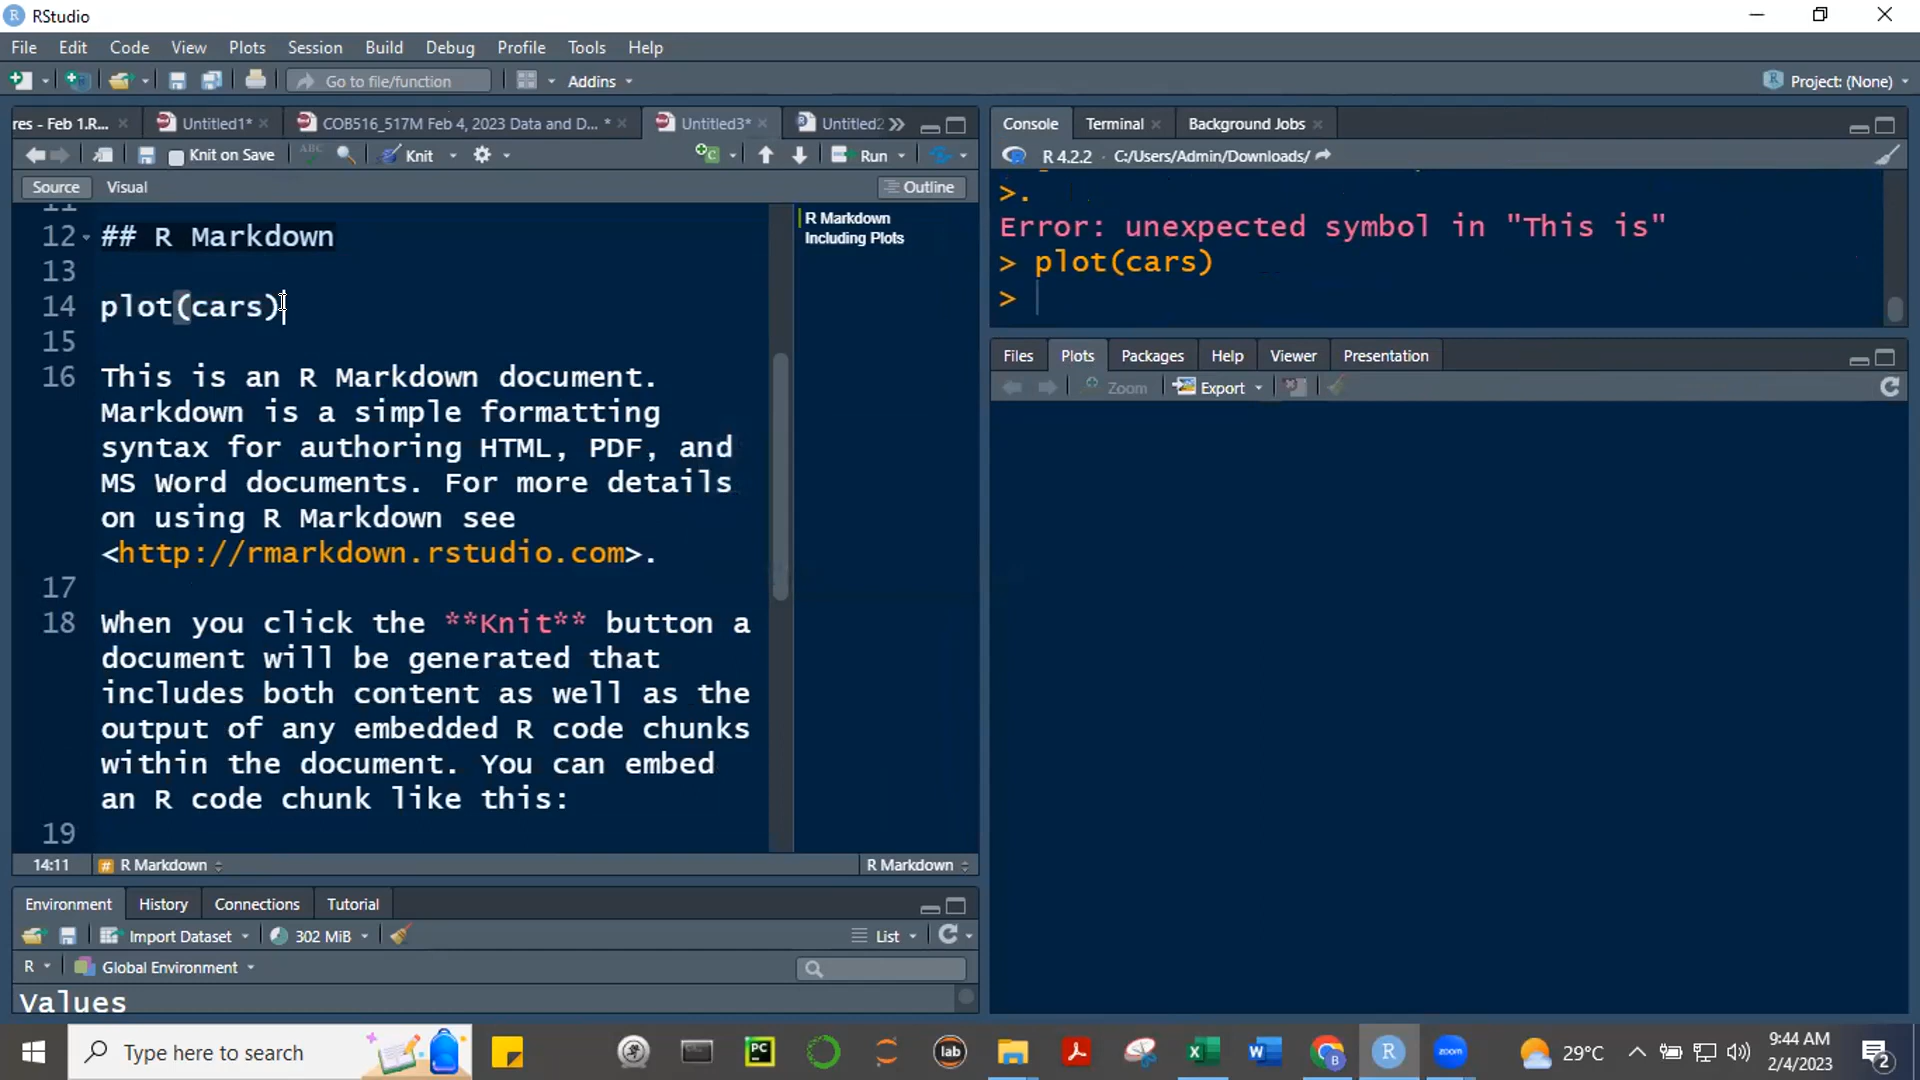 RStudio
File Edit Code View Plots Session Build Debug Profile Tools Help
Go to file/function Addins Project: (None)
res - Feb 1.R... Untitled1* COB516_517M Feb 4, 2023 Data and D... * Untitled3* Untitled2
Knit on Save ABC Knit Run
Source Visual Outline
11
12 ## R Markdown
13
14 plot(cars)
15
16 This is an R Markdown document.
Markdown is a simple formatting
syntax for authoring HTML, PDF, and
MS Word documents. For more details
on using R Markdown see
<http://rmarkdown.rstudio.com>.
17
18 When you click the **Knit** button a
document will be generated that
includes both content as well as the
output of any embedded R code chunks
within the document. You can embed
an R code chunk like this:
19
R Markdown
Including Plots
14:11 R Markdown R Markdown
Environment History Connections Tutorial
Import Dataset 302 MiB List
R Global Environment
Values
Console Terminal Background Jobs
R 4.2.2 · C:/Users/Admin/Downloads/
>.
Error: unexpected symbol in "This is"
> plot(cars)
>
Files Plots Packages Help Viewer Presentation
Zoom Export
Type here to search
PC
lab
X
W
B
R
zoom
29°C
9:44 AM
2/4/2023
2